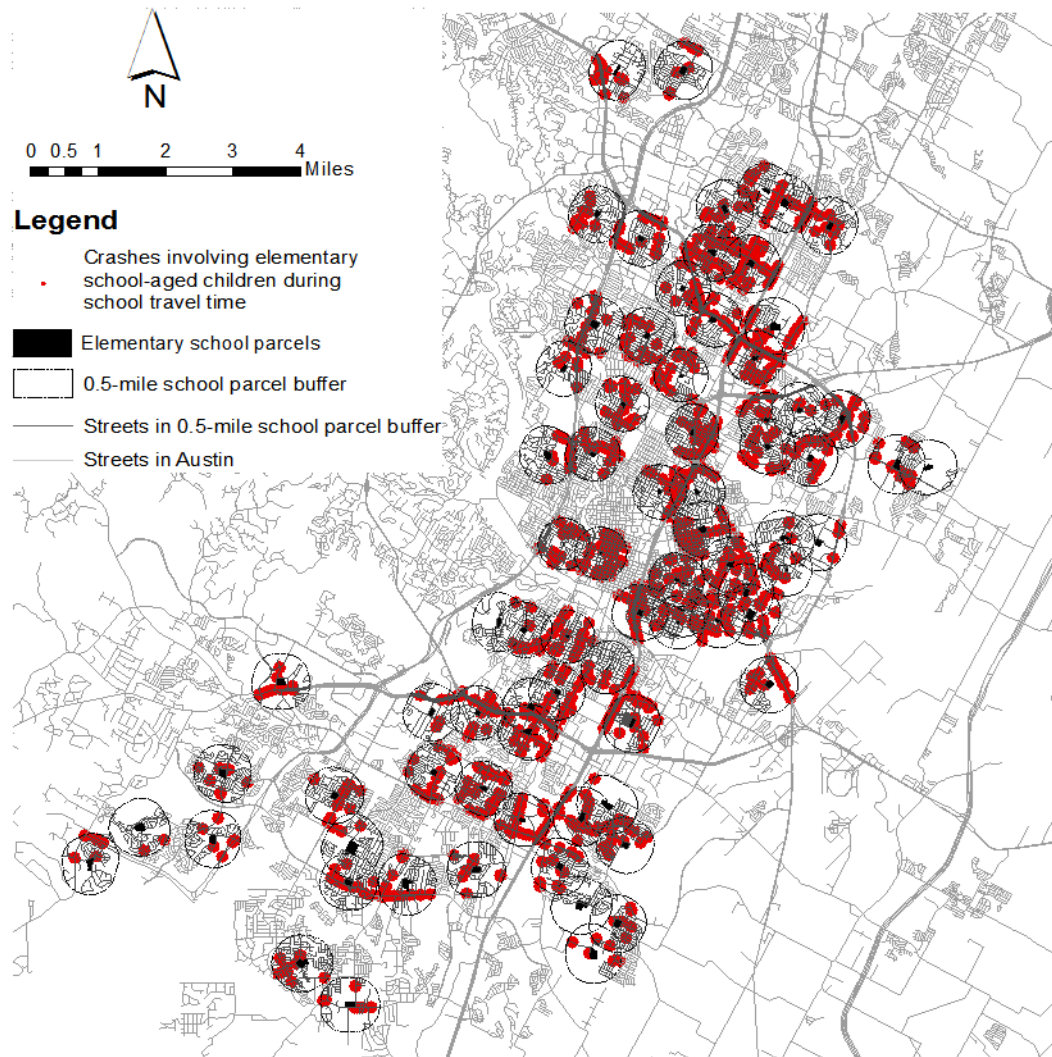 N
0 0.5 1 2 3 4
Miles
Legend
Crashes involving elementary
school-aged children during
school travel time
Elementary school parcels
0.5-mile school parcel buffer
Streets in 0.5-mile school parcel buffer
Streets in Austin